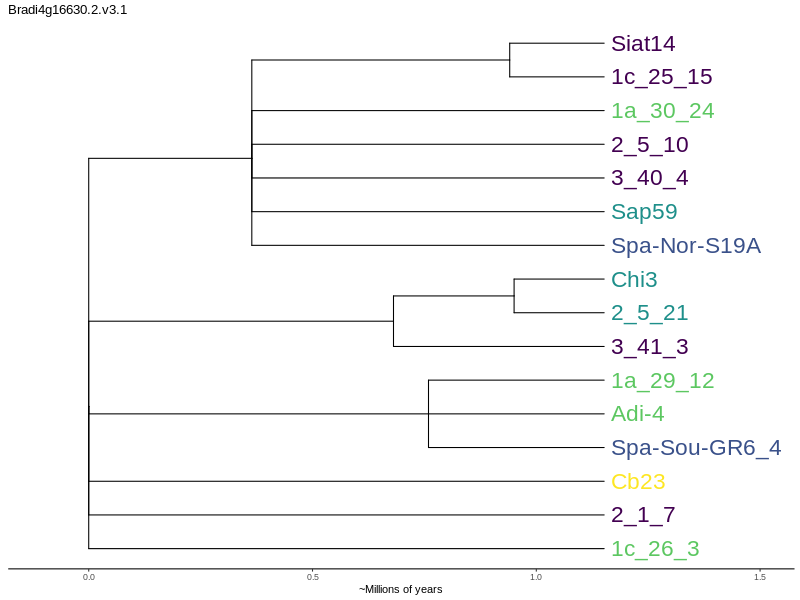 Bradi4g16630.2.v3.1
Siat14
1c_25_15
1a_30_24
2_5_10
3_40_4
Sap59
Spa-Nor-S19A
Chi3
2_5_21
3_41_3
1a_29_12
Adi-4
Spa-Sou-GR6_4
Cb23
2_1_7
1c_26_3
0.0 0.5 1.0 1.5
~Millions of years